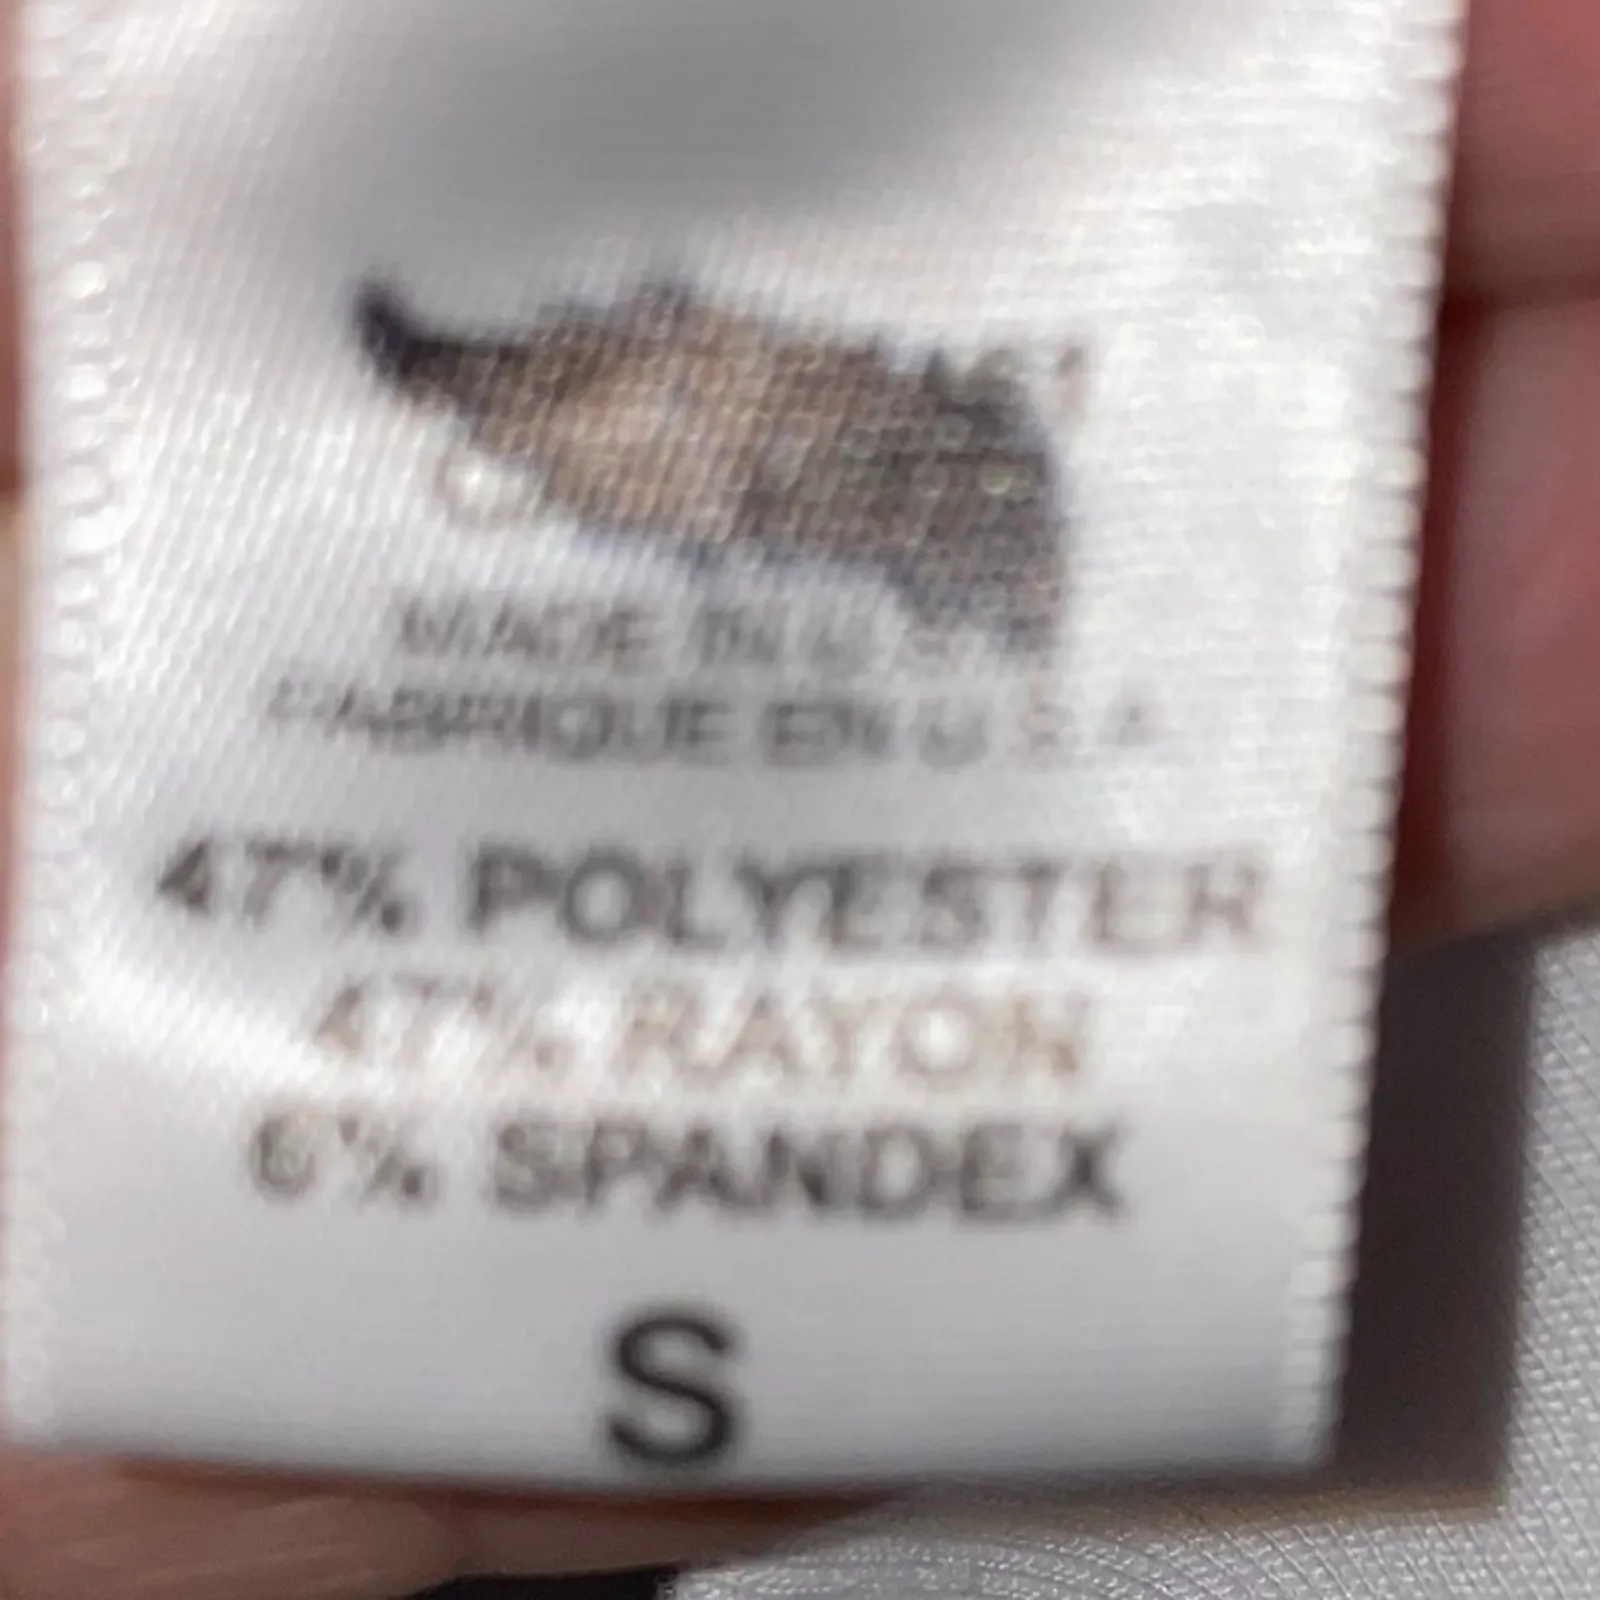 MADE IN U.S.
FABRIQUE EN U.S.A.
47% POLYESTER
47% RAYON
6% SPANDEX
S